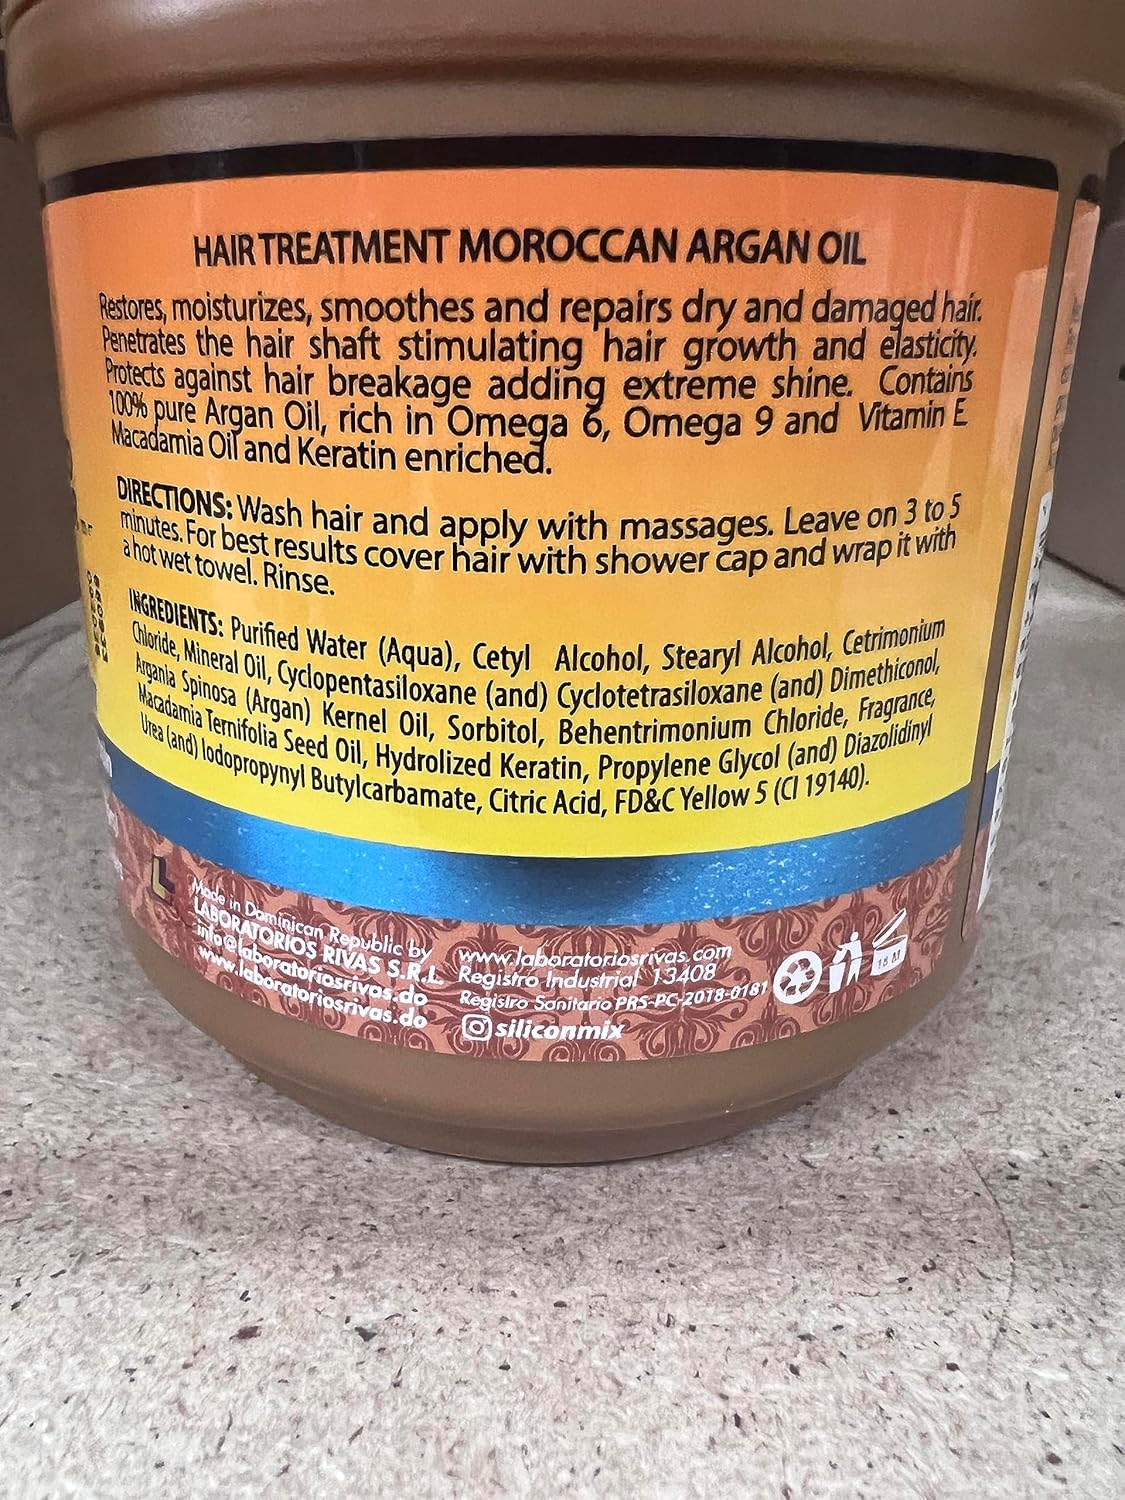 HAIR TREATMENT MOROCCAN ARGAN OIL
Restores, moisturizes, smoothes and repairs dry and damaged hair.
Penetrates the hair shaft stimulating hair growth and elasticity.
Protects against hair breakage adding extreme shine. Contains
100% pure Argan Oil, rich in Omega 6, Omega 9 and Vitamin E
Macadamia Oil and Keratin enriched.
DIRECTIONS: Wash hair and apply with massages. Leave on 3 to 5
minutes. For best results cover hair with shower cap and wrap it with
a hot wet towel. Rinse.
INGREDIENTS: Purified Water (Aqua), Cetyl Alcohol, Stearyl Alcohol, Cetrimonium
Chloride, Mineral Oil, Cyclopentasiloxane (and) Cyclotetrasiloxane (and) Dimethiconol,
Argania Spinosa (Argan) Kernel Oil, Sorbitol, Behentrimonium Chloride, Fragrance,
Macadamia Ternifolia Seed Oil, Hydrolized Keratin, Propylene Glycol (and) Diazolidinyl
Urea (and) Iodopropynyl Butylcarbamate, Citric Acid, FD&C Yellow 5 (CI 19140).
Made in Dominican Republic by
LABORATORIOS RIVAS S.R.L.
info@laboratoriosrivas.do
www.laboratoriosrivas.do
www.laboratoriosrivas.com
Registro Industrial 13408
Registro Sanitario PRS-PC-2018-0181
siliconmix
18 M